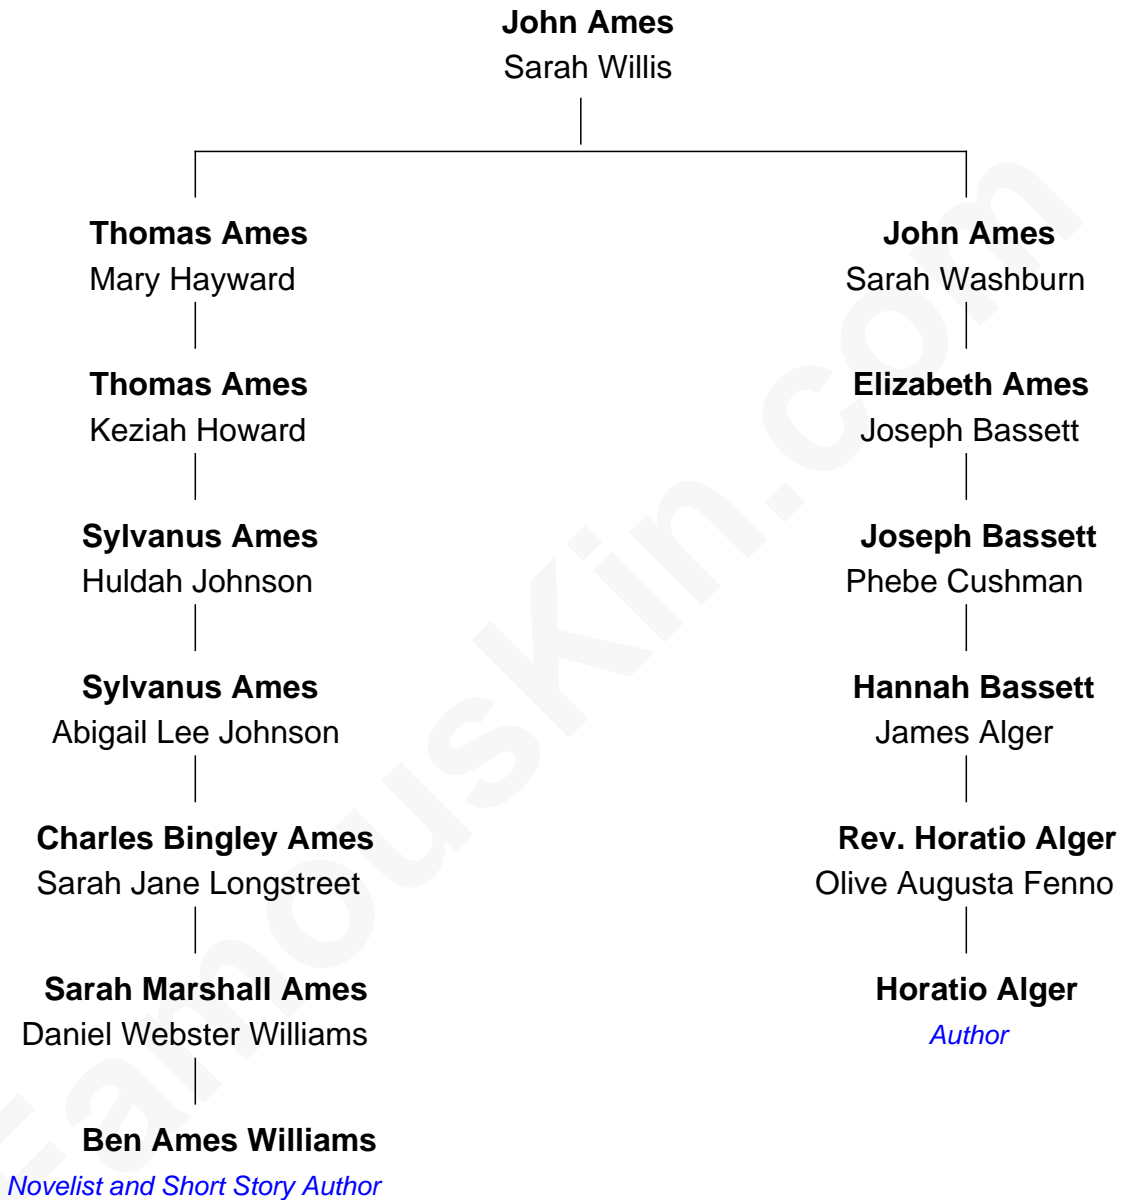 John Ames
Sarah Willis
Thomas Ames
Mary Hayward
John Ames
Sarah Washburn
Thomas Ames
Keziah Howard
Elizabeth Ames
Joseph Bassett
Sylvanus Ames
Huldah Johnson
Joseph Bassett
Phebe Cushman
Sylvanus Ames
Abigail Lee Johnson
Hannah Bassett
James Alger
Charles Bingley Ames
Sarah Jane Longstreet
Rev. Horatio Alger
Olive Augusta Fenno
Sarah Marshall Ames
Daniel Webster Williams
Horatio Alger
Author
Ben Ames Williams
Novelist and Short Story Author
FamousKin.com